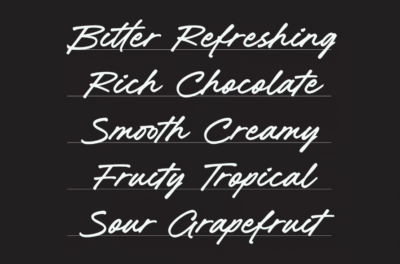 Bitter Refreshing
Rich Chocolate
Smooth Creamy
Fruity Tropical
Sour Grapefruit